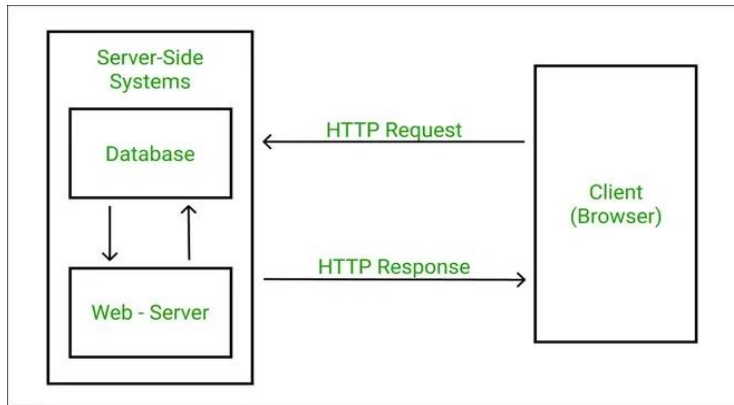 Server-Side
Systems
Database
Web - Server
HTTP Request
HTTP Response
Client
(Browser)